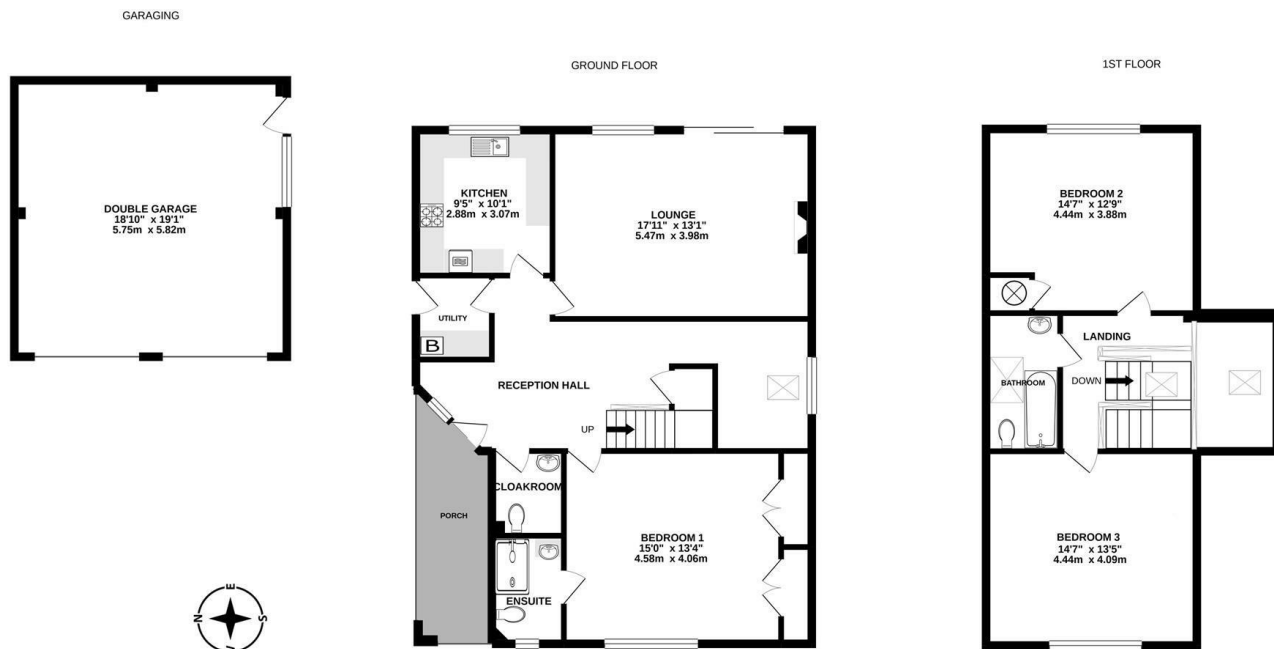 GARAGING
GROUND FLOOR
1ST FLOOR
DOUBLE GARAGE
18'10" x 19'1"
5.75m x 5.82m
KITCHEN
9'5" x 10'1"
2.88m x 3.07m
LOUNGE
17'11" x 13'1"
5.47m x 3.98m
UTILITY
B
RECEPTION HALL
UP
CLOAKROOM
PORCH
ENSUITE
BEDROOM 1
15'0" x 13'4"
4.58m x 4.06m
BEDROOM 2
14'7" x 12'9"
4.44m x 3.88m
LANDING
BATHROOM
DOWN
BEDROOM 3
14'7" x 13'5"
4.44m x 4.09m
E
N
S